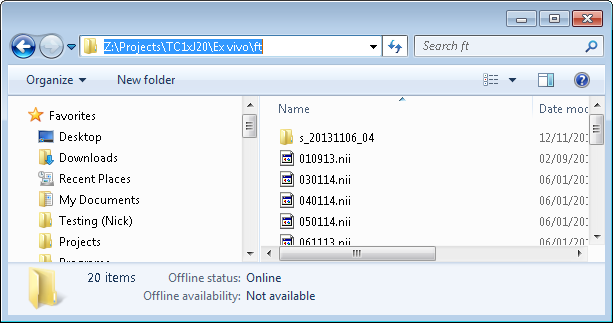 Z:\Projects\TC1xJ20\Ex vivo\ft
Search ft
Organize
New folder
Favorites
Desktop
Downloads
Recent Places
My Documents
Testing (Nick)
Projects
Name
Date mod
s_20131106_04
12/11/201
010913.nii
02/09/201
030114.nii
06/01/201
040114.nii
06/01/201
050114.nii
06/01/201
061113.nii
20 items
Offline status: Online
Offline availability: Not available